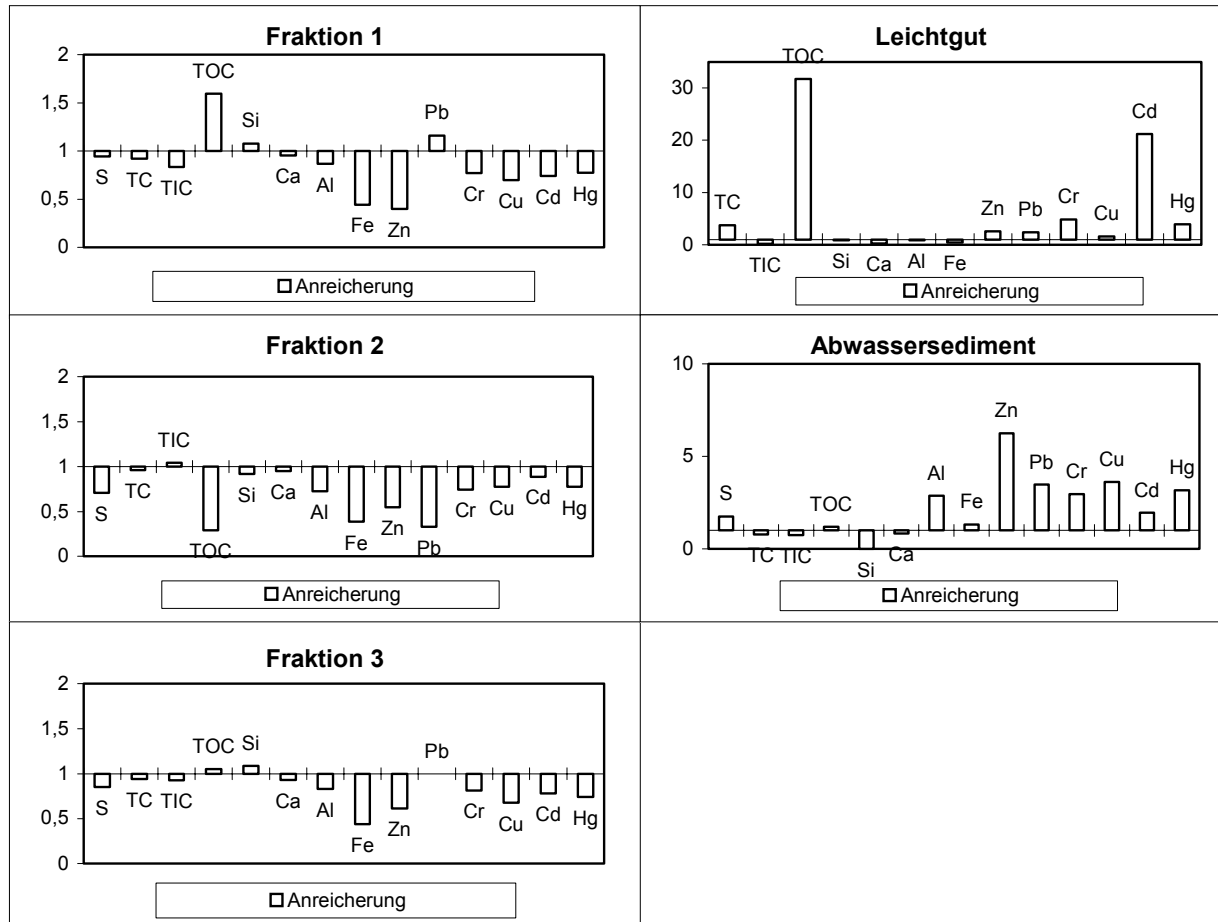 Fraktion 1
2
1,5
1
0,5
0
S TC TIC TOC Si Ca Al Fe Zn Pb Cr Cu Cd Hg
Anreicherung
Leichtgut
30
20
10
0
TC TIC TOC Si Ca Al Fe Zn Pb Cr Cu Cd Hg
Anreicherung
Fraktion 2
2
1,5
1
0,5
0
S TC TIC TOC Si Ca Al Fe Zn Pb Cr Cu Cd Hg
Anreicherung
Abwassersediment
10
5
0
S TC TIC TOC Si Ca Al Fe Zn Pb Cr Cu Cd Hg
Anreicherung
Fraktion 3
2
1,5
1
0,5
0
S TC TIC TOC Si Ca Al Fe Zn Pb Cr Cu Cd Hg
Anreicherung